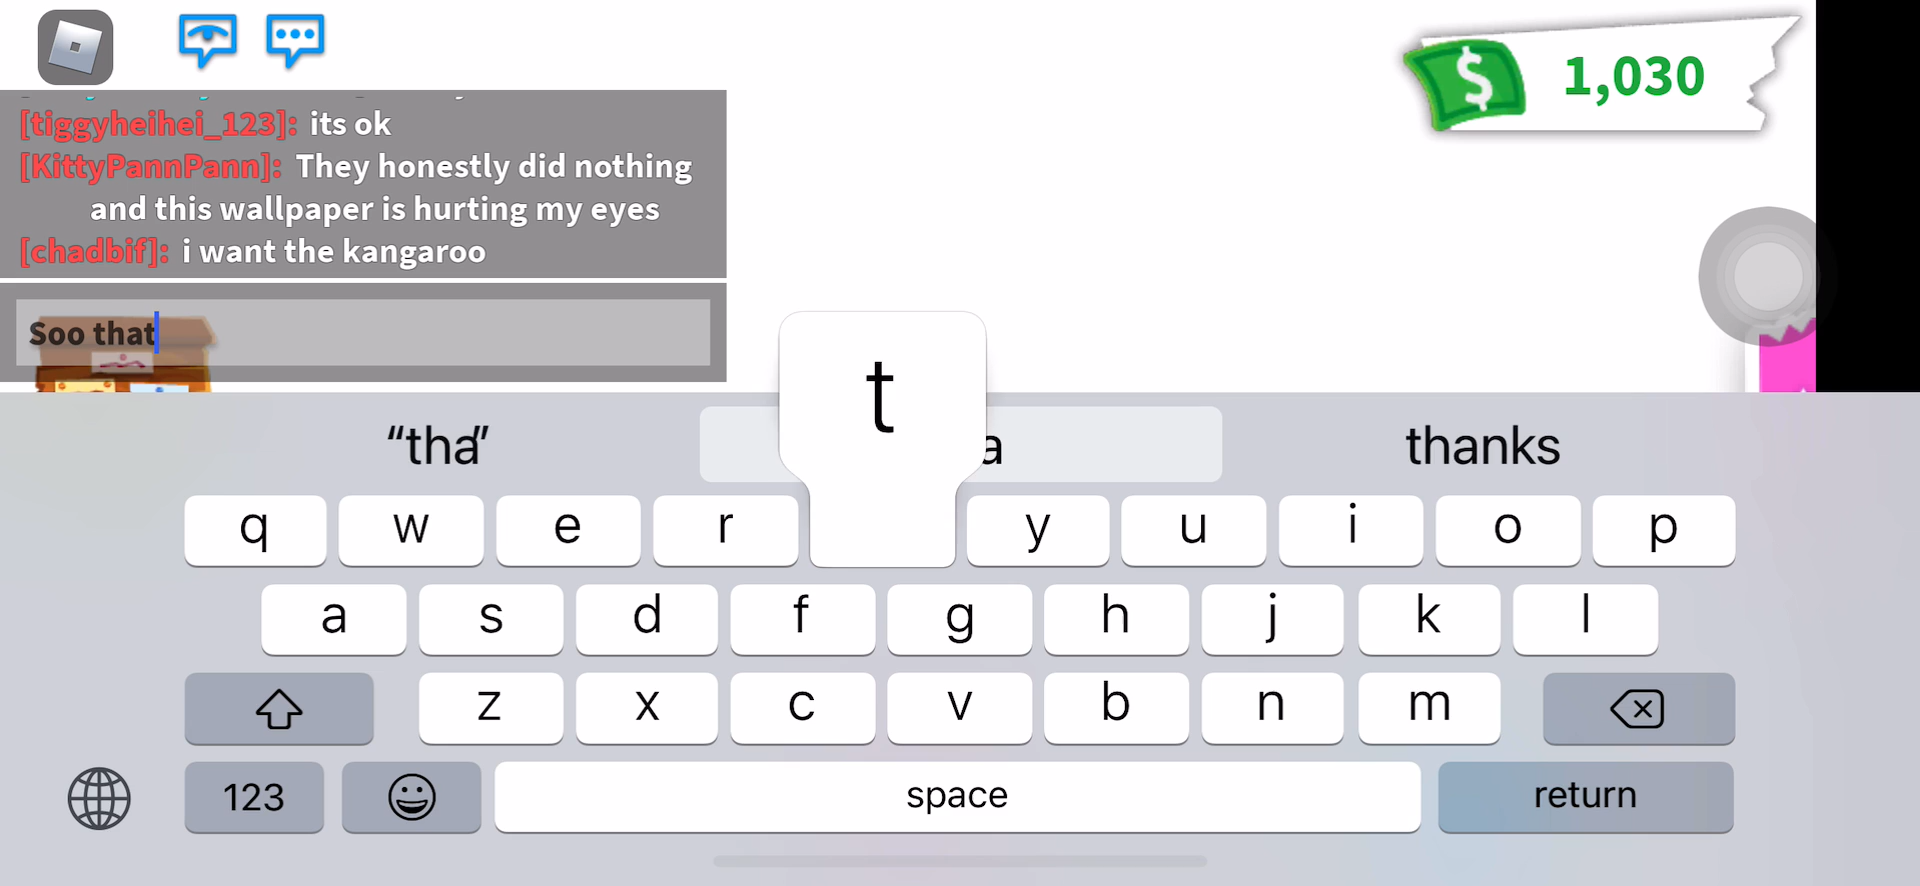 1,030
[tiggyheihei_123]: its ok
[KittyPannPann]: They honestly did nothing
and this wallpaper is hurting my eyes
[chadbif]: i want the kangaroo
Soo that
“tha” a thanks
t
q w e r y u i o p
a s d f g h j k l
z x c v b n m
123 space return